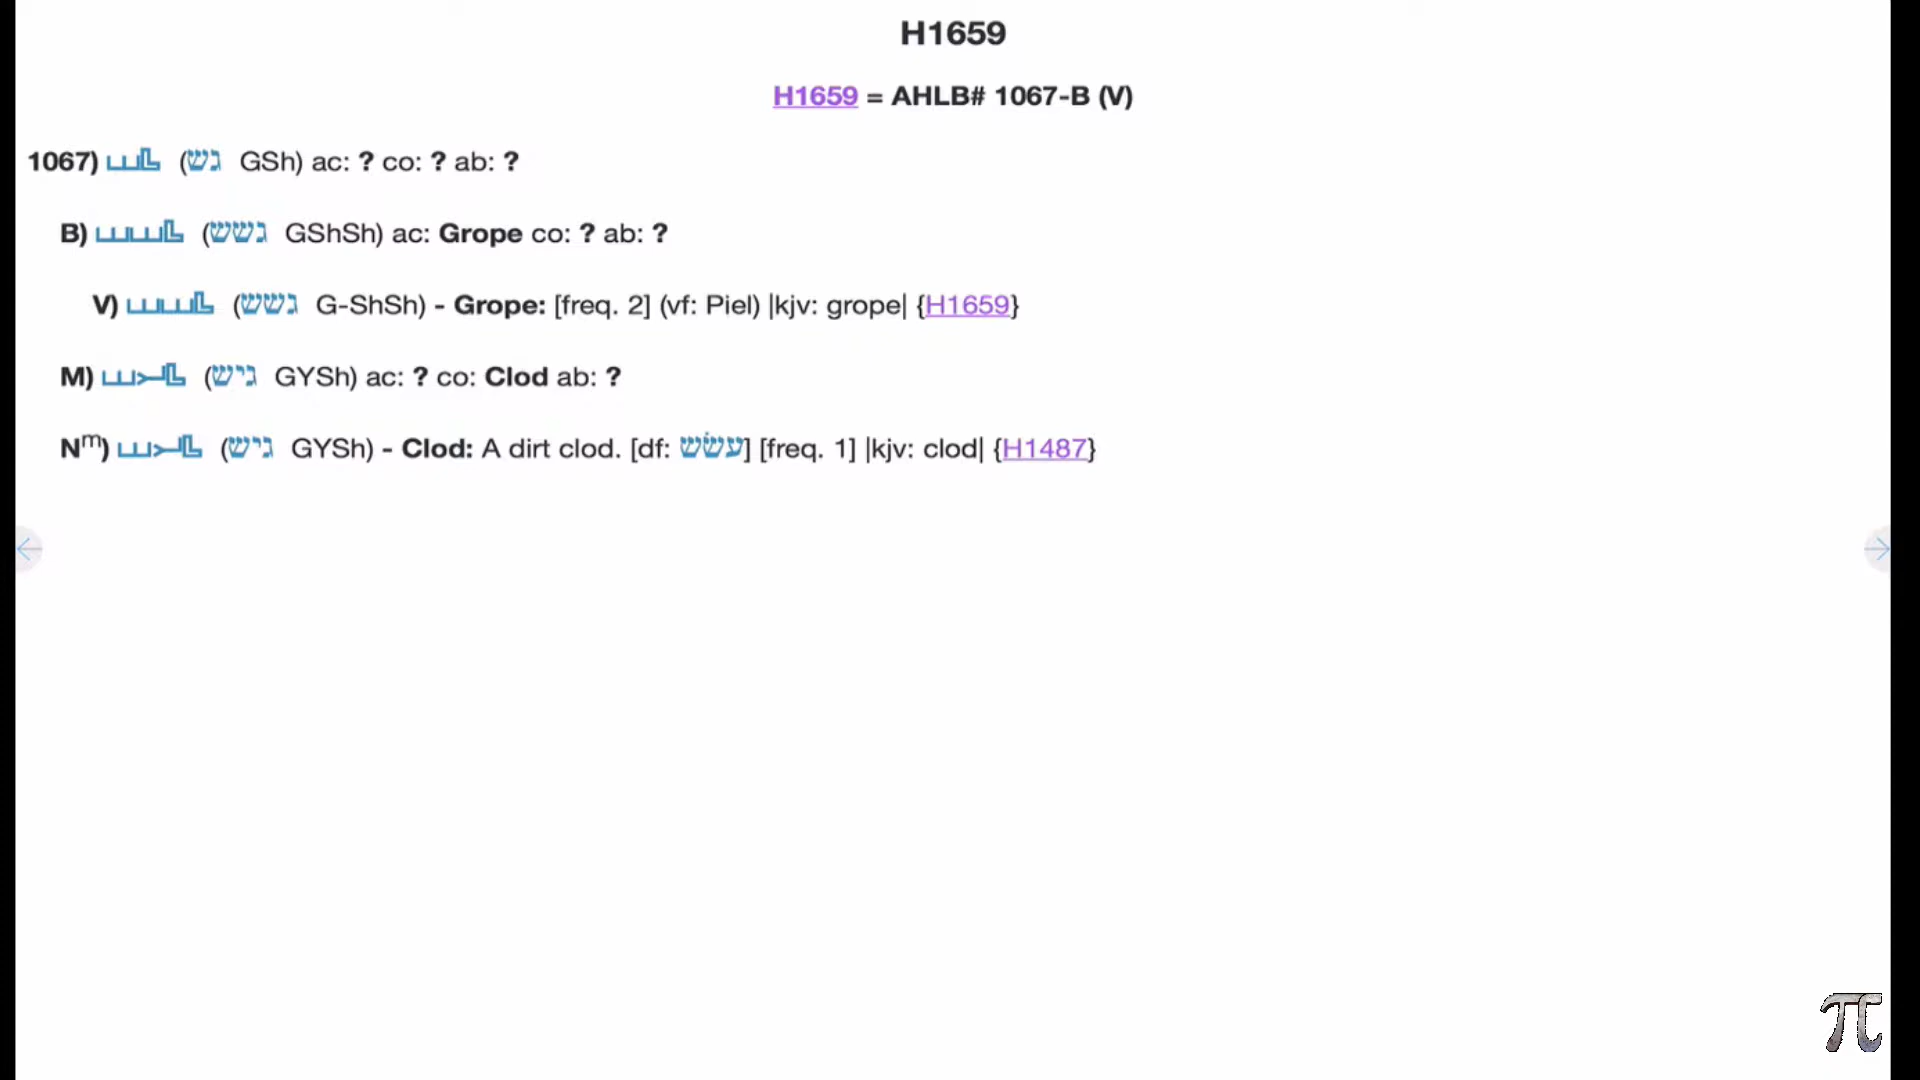 H1659
H1659 = AHLB# 1067-B (V)
1067) (גש GSh) ac: ? co: ? ab: ?
B) (גשש GShSh) ac: Grope co: ? ab: ?
V) (גשש G-ShSh) - Grope: [freq. 2] (vf: Piel) |kjv: grope| {H1659}
M) (גיש GYSh) ac: ? co: Clod ab: ?
Nm) (גיש GYSh) - Clod: A dirt clod. [df: עשׂש] [freq. 1] |kjv: clod| {H1487}
π